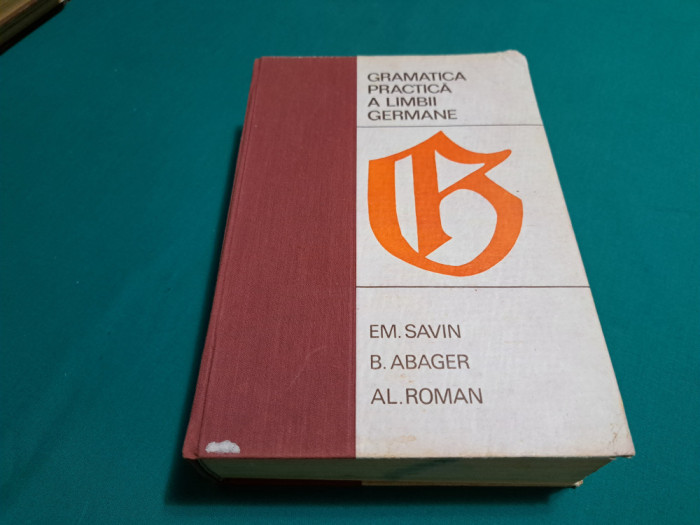 GRAMATICA
PRACTICĂ
A LIMBII
GERMANE
G
EM. SAVIN
B. ABAGER
AL. ROMAN